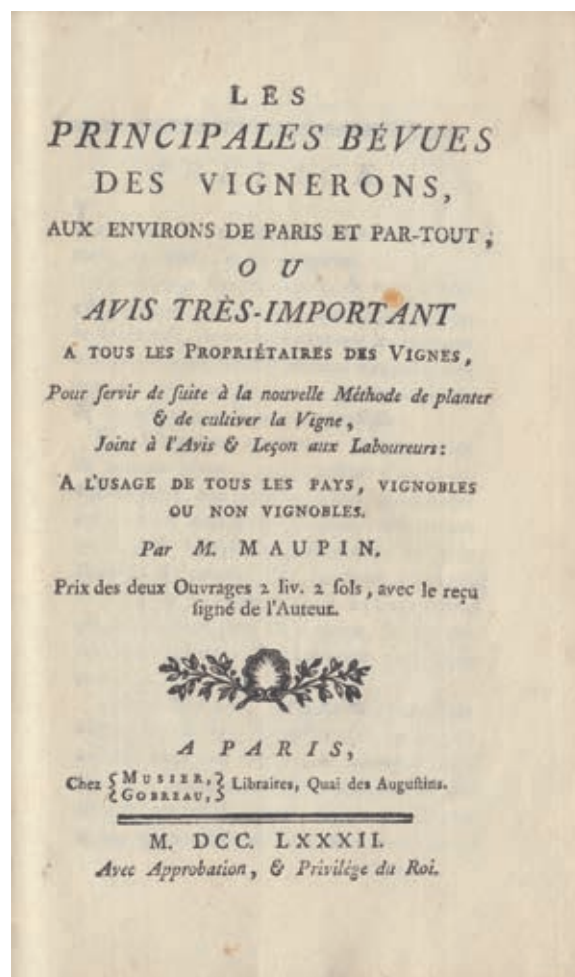 LES
PRINCIPALES BÉVUES
DES VIGNERONS,
AUX ENVIRONS DE PARIS ET PAR-TOUT;
OU
AVIS TRÈS-IMPORTANT
A TOUS LES PROPRIÉTAIRES DES VIGNES,
Pour ſervir de ſuite à la nouvelle Méthode de planter
& de cultiver la Vigne,
Joint à l'Avis & Leçon aux Laboureurs:
A L'USAGE DE TOUS LES PAYS, VIGNOBLES
OU NON VIGNOBLES.
Par M. MAUPIN.
Prix des deux Ouvrages 2 liv. 2 ſols, avec le reçu
ſigné de l'Auteur.
A PARIS,
Chez {MUSIER, GOBREAU,} Libraires, Quai des Auguſtins.
M. DCC. LXXXII.
Avec Approbation, & Privilége du Roi.